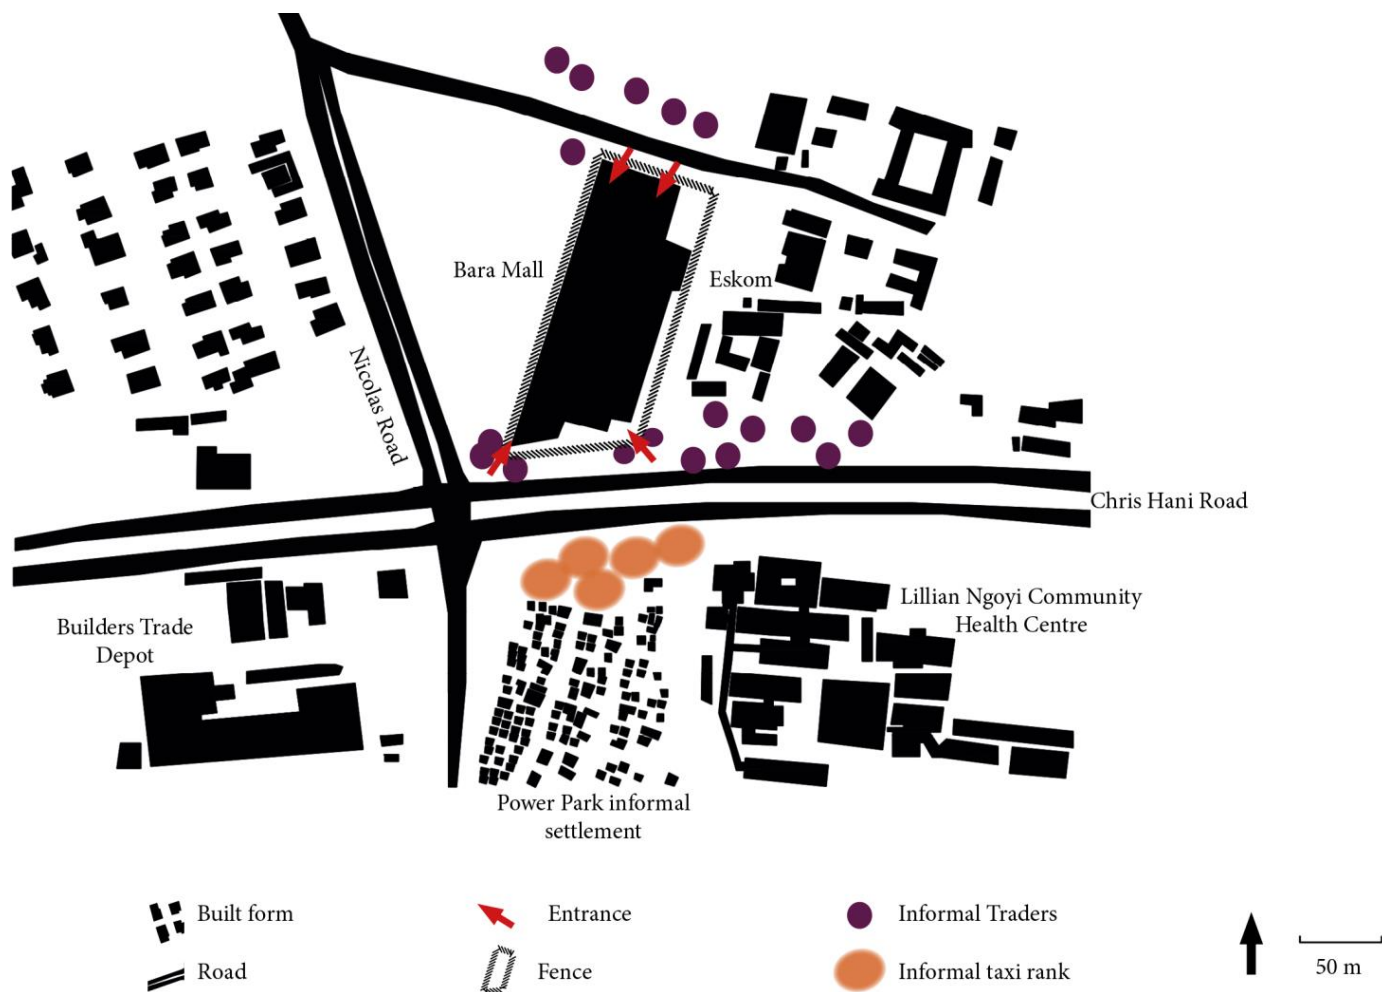 Bara Mall
Eskom
Nicolas Road
Chris Hani Road
Builders Trade
Depot
Lillian Ngoyi Community
Health Centre
Power Park informal
settlement
Built form
Entrance
Informal Traders
Road
Fence
Informal taxi rank
50 m